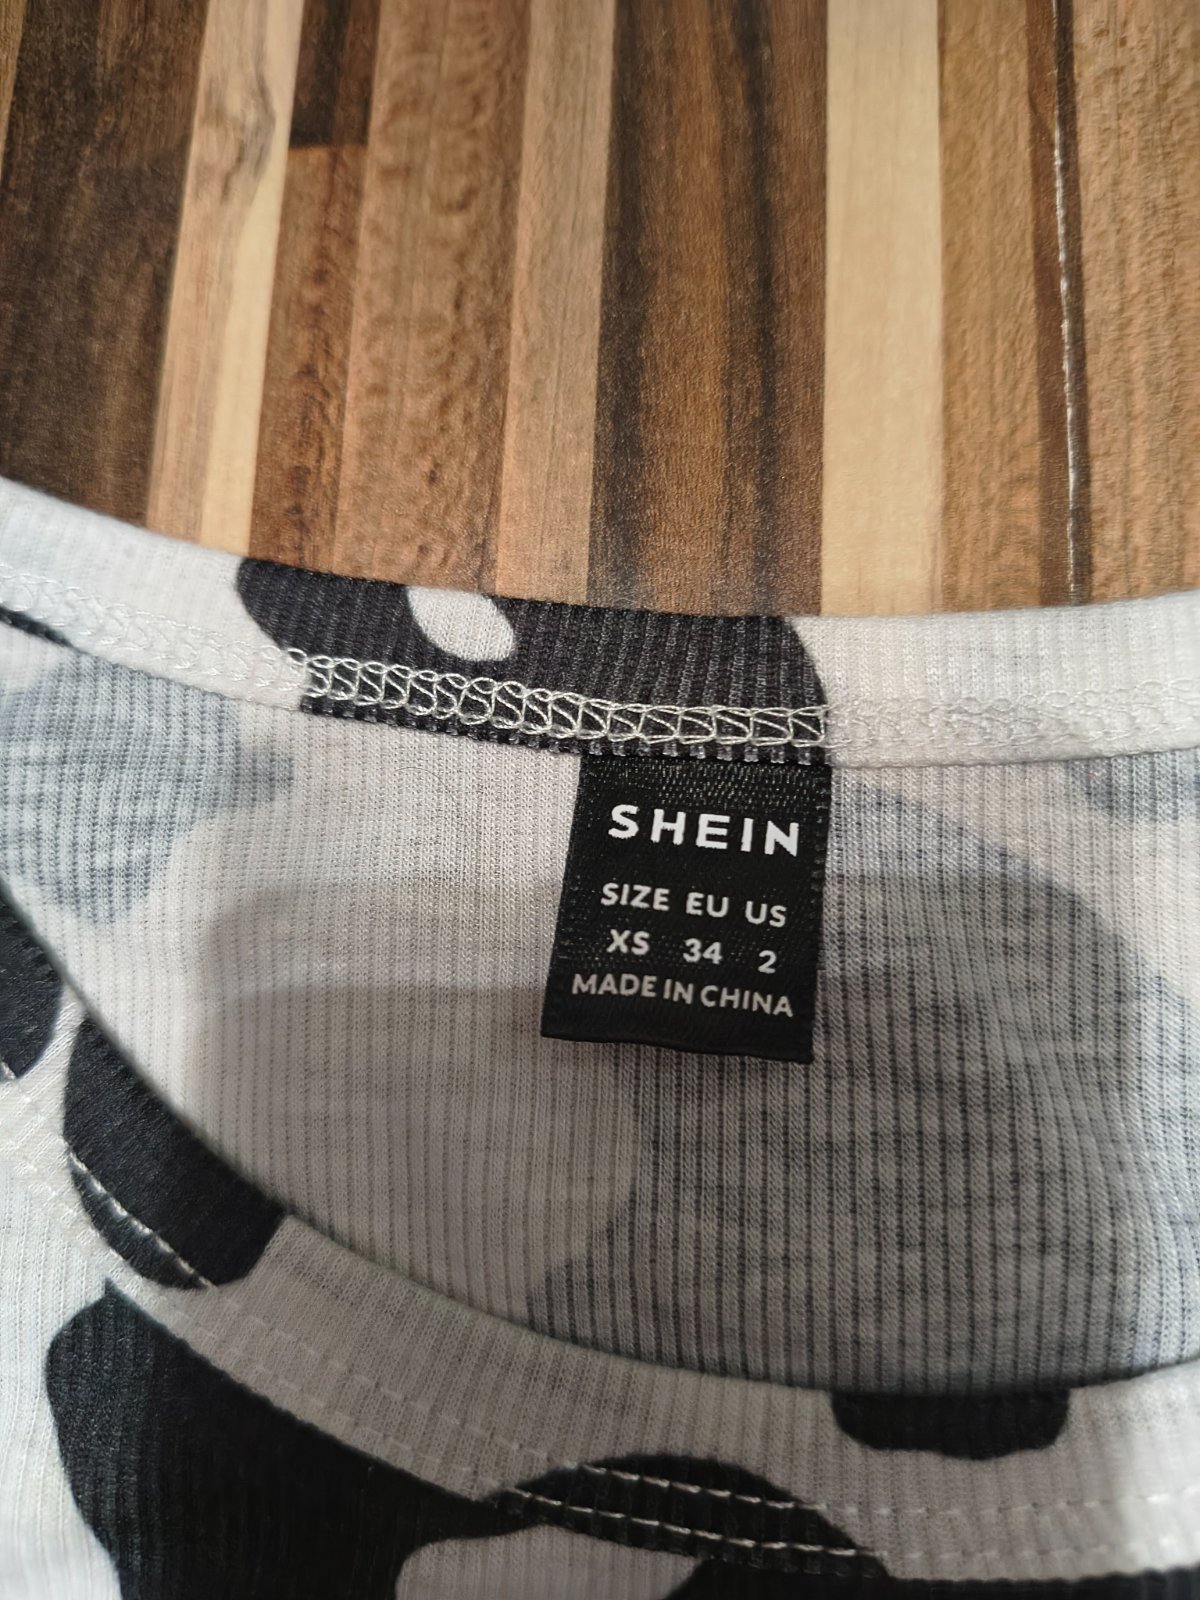 SHEIN
SIZE EU US
XS 34 2
MADE IN CHINA